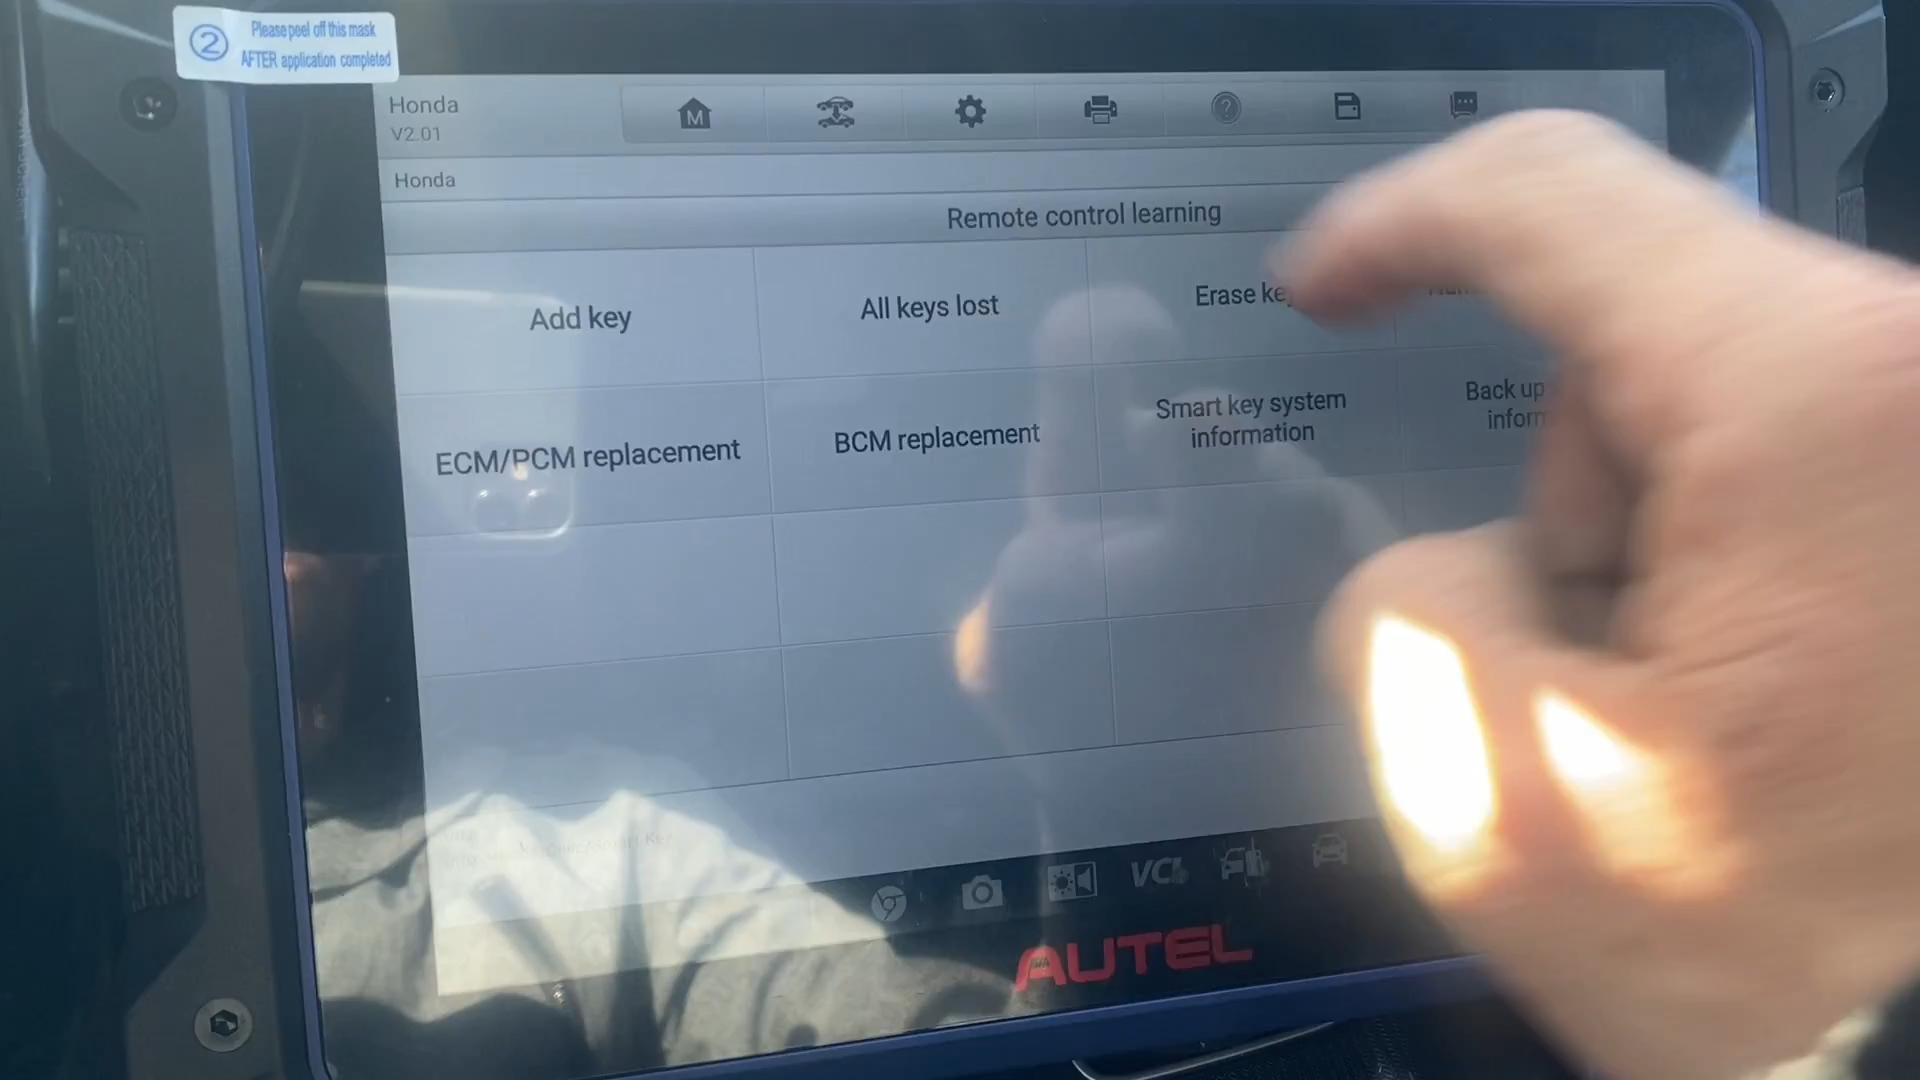 2
Please peel off this mask
AFTER application completed
Honda
V2.01
M
?
Honda
Remote control learning
Add key
All keys lost
Erase
ECM/PCM replacement
BCM replacement
Smart key system
information
Back up
VCI
AUTEL